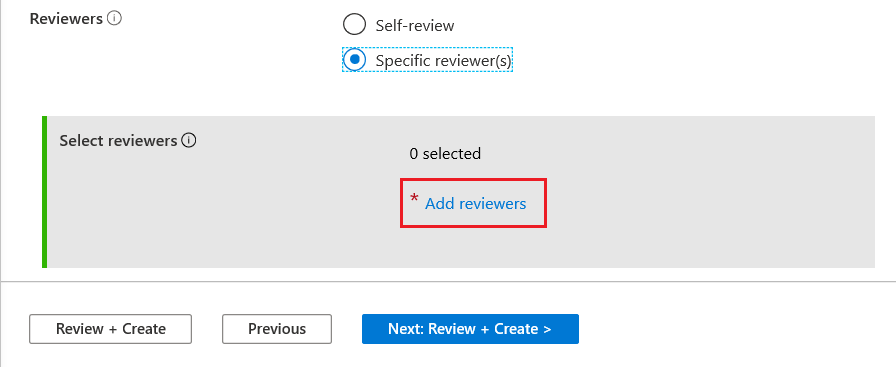 Reviewers
Self-review
Specific reviewer(s)
Select reviewers
0 selected
* Add reviewers
Review + Create
Previous
Next: Review + Create >